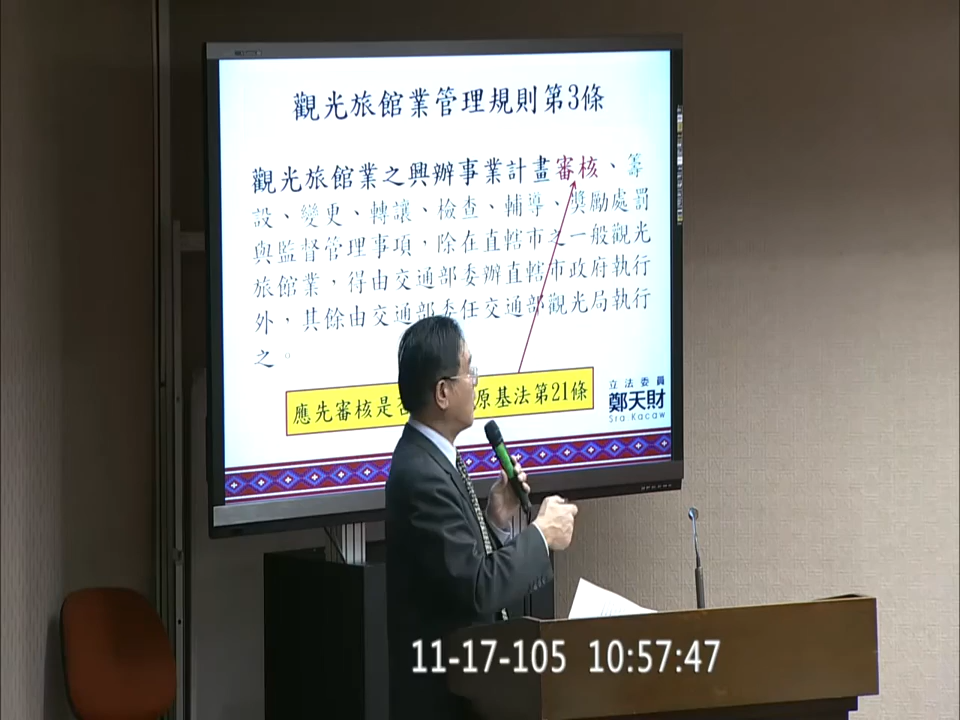 觀光旅館業管理規則第3條
觀光旅館業之興辦事業計畫審核、籌
設、變更、轉讓、檢查、輔導、獎勵處罰
與監督管理事項，除在直轄市之一般觀光
旅館業，得由交通部委辦直轄市政府執行
外，其餘由交通部委任交通部觀光局執行
之。
應先審核是否 原基法第21條
立法委員
鄭天財
Sra Kacaw
11-17-105 10:57:47